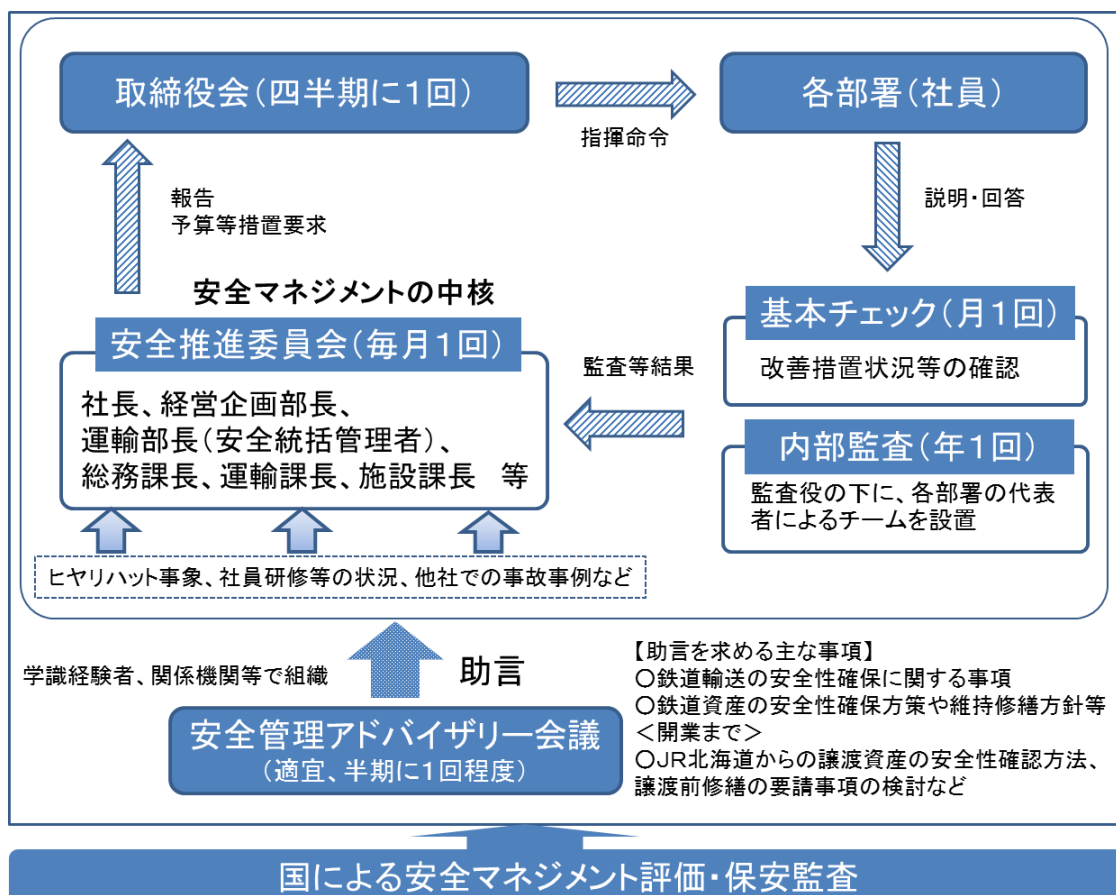 取締役会(四半期に1回)
各部署(社員)
指揮命令
報告
予算等措置要求
説明・回答
安全マネジメントの中核
安全推進委員会(毎月1回)
社長、経営企画部長、
運輸部長(安全統括管理者)、
総務課長、運輸課長、施設課長 等
監査等結果
基本チェック(月1回)
改善措置状況等の確認
内部監査(年1回)
監査役の下に、各部署の代表
者によるチームを設置
ヒヤリハット事象、社員研修等の状況、他社での事故事例など
学識経験者、関係機関等で組織
助言
安全管理アドバイザリー会議
(適宜、半期に1回程度)
【助言を求める主な事項】
〇鉄道輸送の安全性確保に関する事項
〇鉄道資産の安全性確保方策や維持修繕方針等
<開業まで>
〇JR北海道からの譲渡資産の安全性確認方法、
譲渡前修繕の要請事項の検討など
国による安全マネジメント評価・保安監査